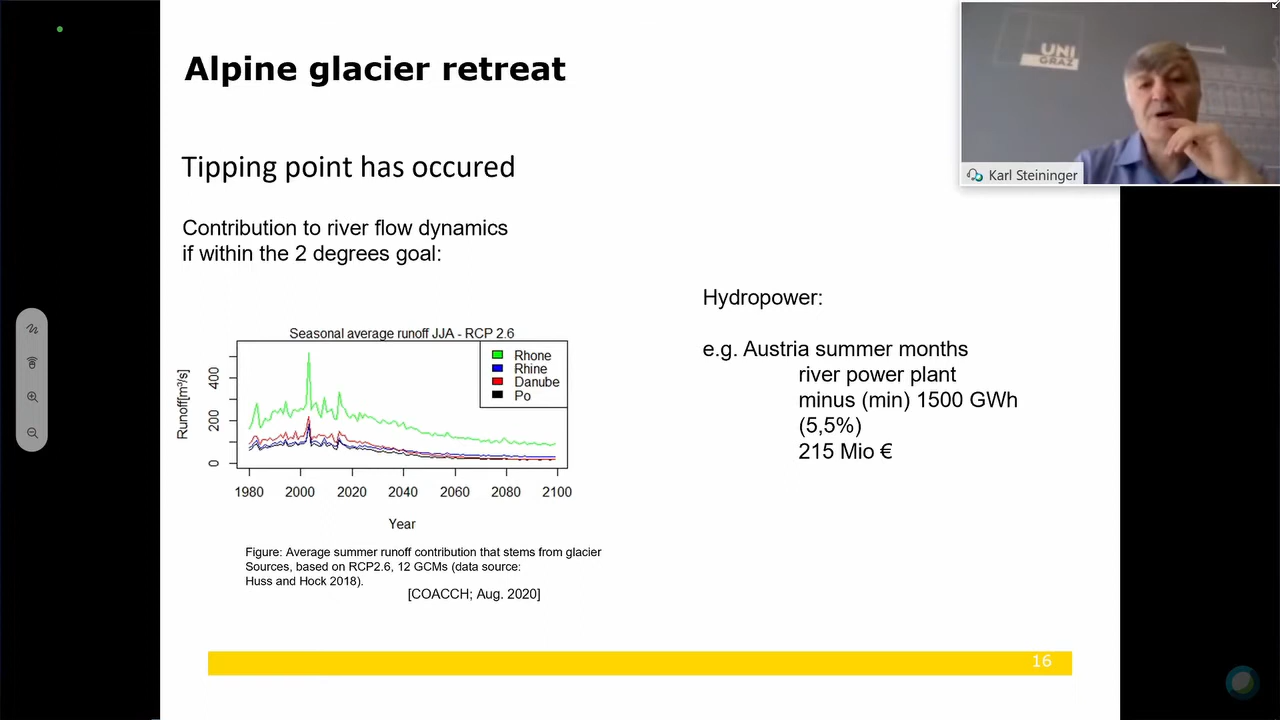 Alpine glacier retreat
UNI
GRAZ
Karl Steininger
Tipping point has occured
Contribution to river flow dynamics
if within the 2 degrees goal:
Seasonal average runoff JJA - RCP 2.6
Rhone
Rhine
Danube
Po
Runoff[m³/s]
400
200
0
1980 2000 2020 2040 2060 2080 2100
Year
Figure: Average summer runoff contribution that stems from glacier
Sources, based on RCP2.6, 12 GCMs (data source:
Huss and Hock 2018).
[COACCH; Aug. 2020]
Hydropower:
e.g. Austria summer months
river power plant
minus (min) 1500 GWh
(5,5%)
215 Mio €
16